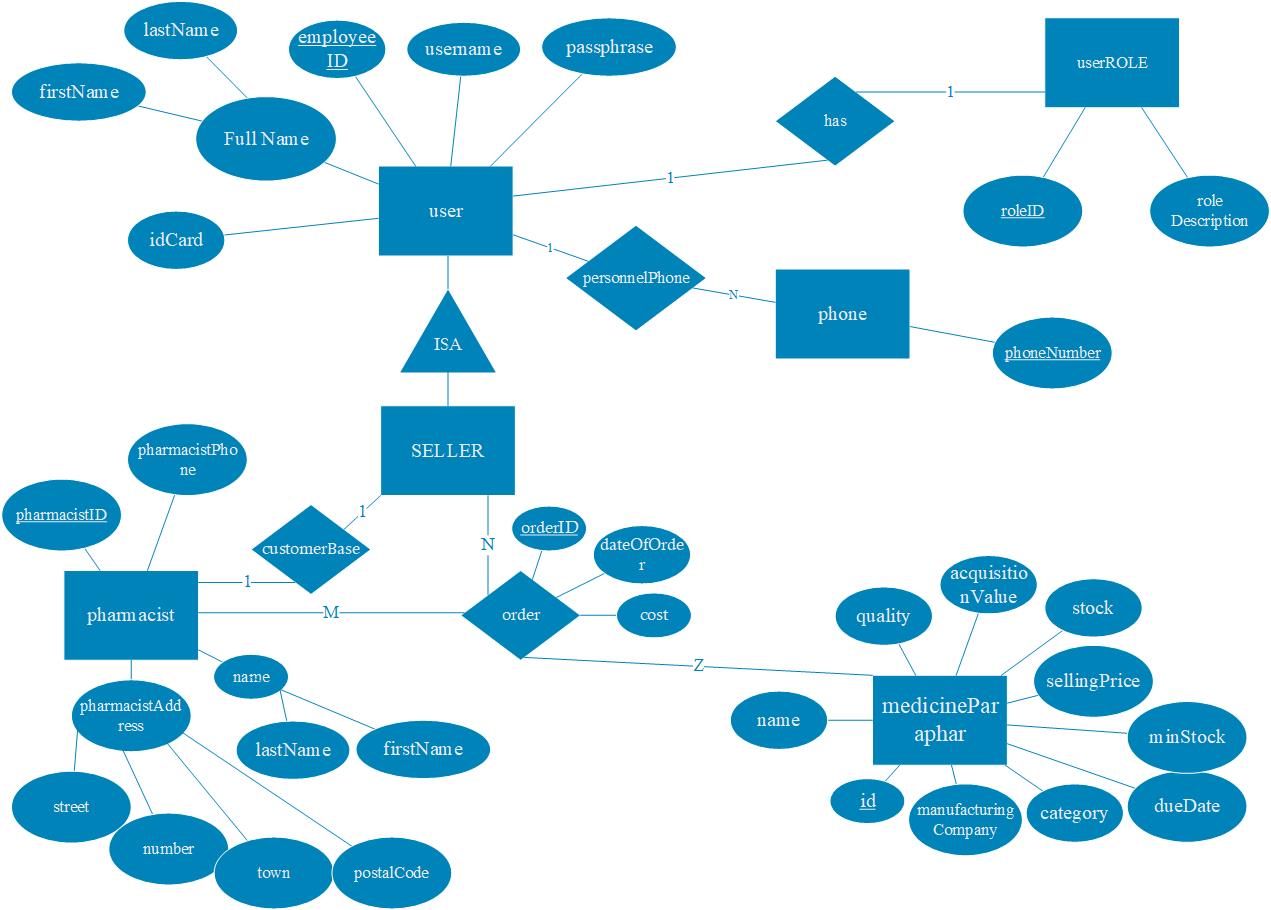 lastName
employee
ID
username
passphrase
userROLE
firstName
1
has
Full Name
1
user
roleID
role
Description
idCard
1
personnelPhone
N
phone
ISA
phoneNumber
SELLER
pharmacistPho
ne
pharmacistID
1
customerBase
N
orderID
dateOfOrde
r
1
acquisitio
nValue
pharmacist
M
order
cost
quality
stock
name
Z
sellingPrice
pharmacistAdd
ress
medicinePar
aphar
name
lastName
firstName
minStock
street
id
manufacturing
Company
category
dueDate
number
town
postalCode